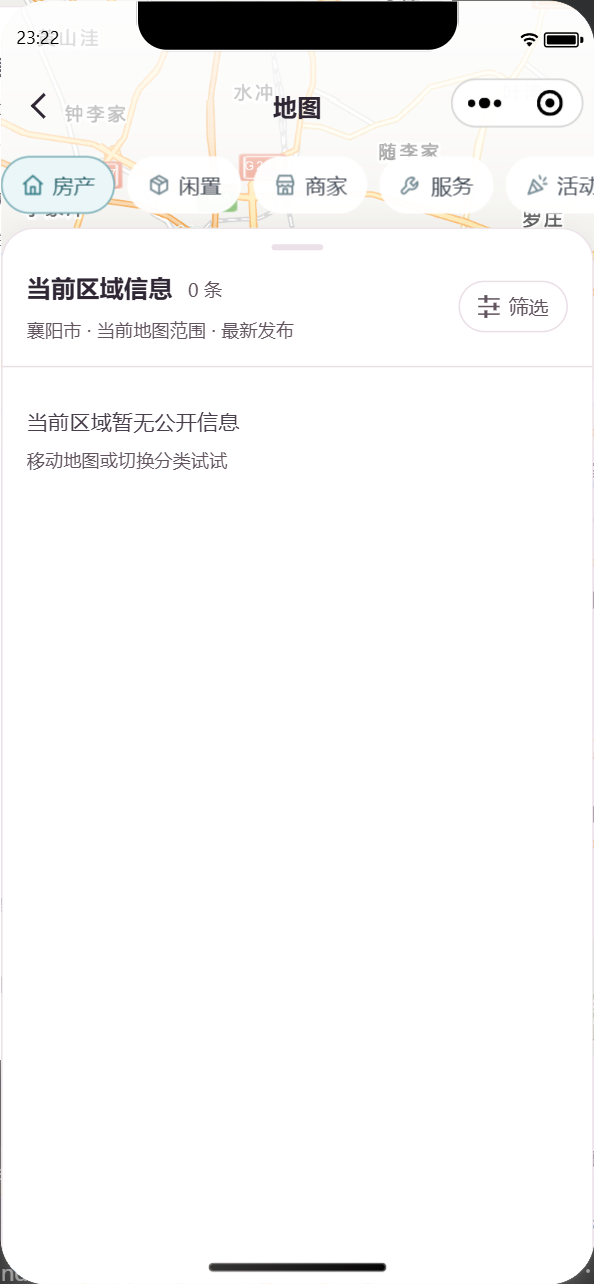 23:22
山洼
水冲
钟李家
地图
随李家
房产
闲置
商家
服务
活动
罗庄
当前区域信息 0 条
襄阳市 · 当前地图范围 · 最新发布
筛选
当前区域暂无公开信息
移动地图或切换分类试试